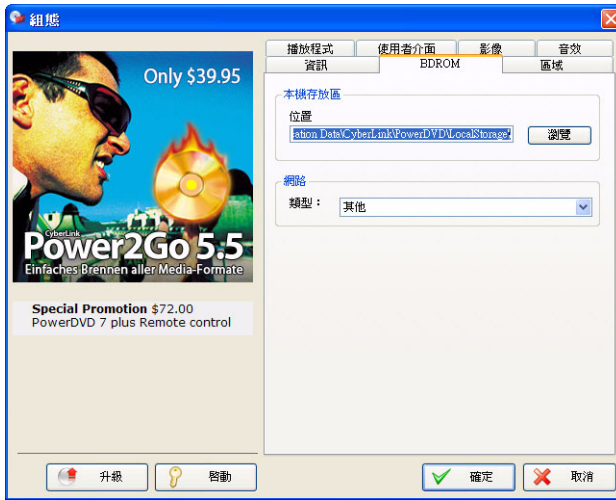 組態
Only $39.95
CyberLink
Power2Go 5.5
Einfaches Brennen aller Media-Formate
Special Promotion $72.00
PowerDVD 7 plus Remote control
升級
啓動
播放程式
使用者介面
影像
音效
資訊
BDROM
區域
本機存放區
位置
ation Data\CyberLink\PowerDVD\LocalStorage\
瀏覽
網路
類型：
其他
確定
取消